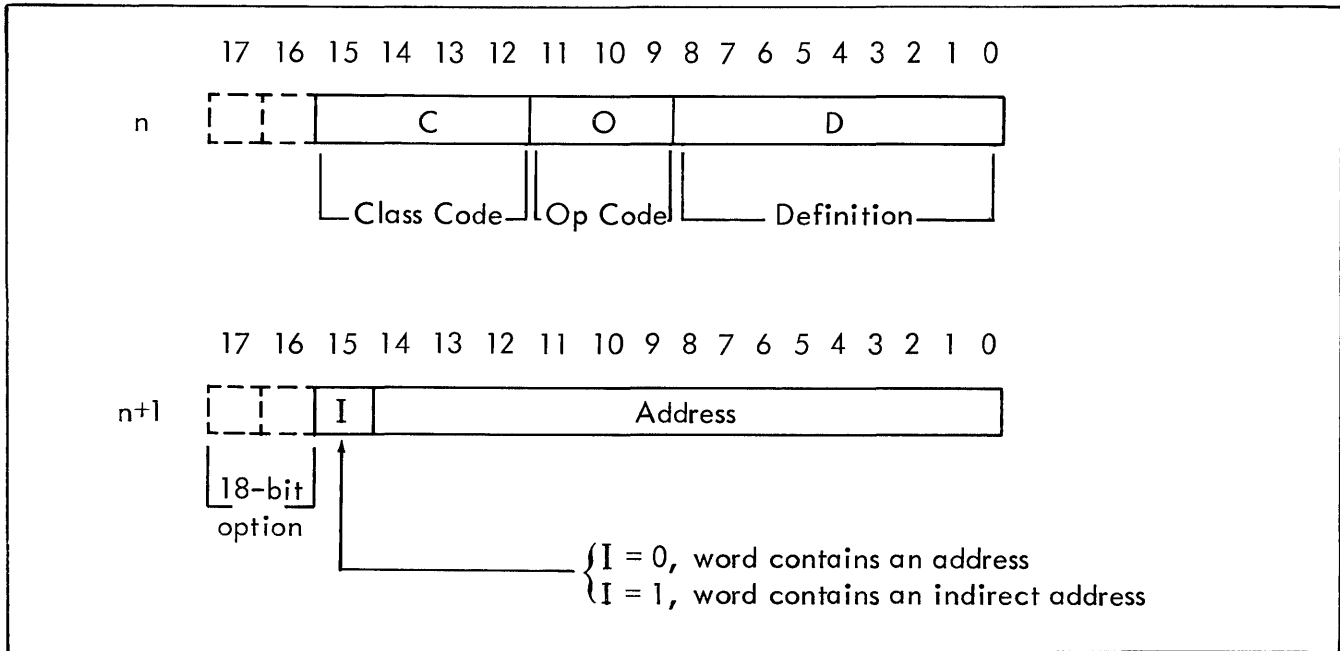 17 16 15 14 13 12 11 10 9 8 7 6 5 4 3 2 1 0
n C O D
Class Code Op Code Definition
17 16 15 14 13 12 11 10 9 8 7 6 5 4 3 2 1 0
n+1 I Address
18-bit
option
I = 0, word contains an address
I = 1, word contains an indirect address